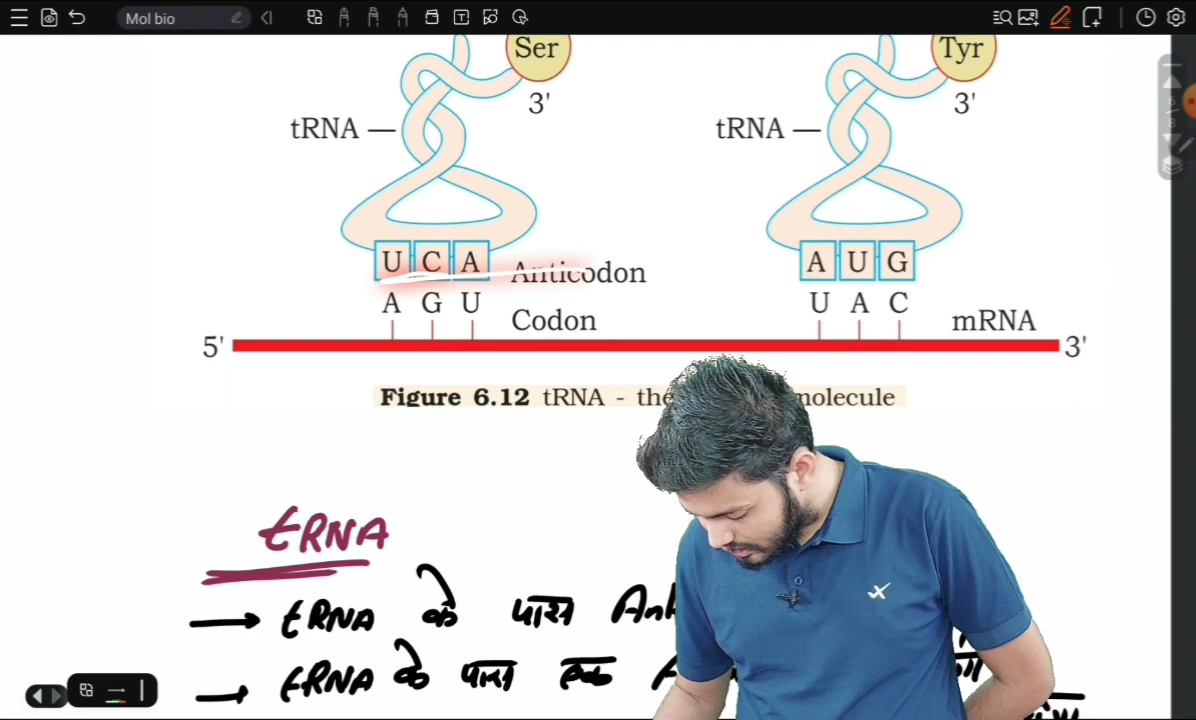 Mol bio
Ser
Tyr
3' 3'
tRNA tRNA
U C A A U G
Anticodon
A G U U A C
Codon mRNA
5' 3'
Figure 6.12 tRNA - the molecule
tRNA
→ tRNA के पास
→ tRNA के पास एक